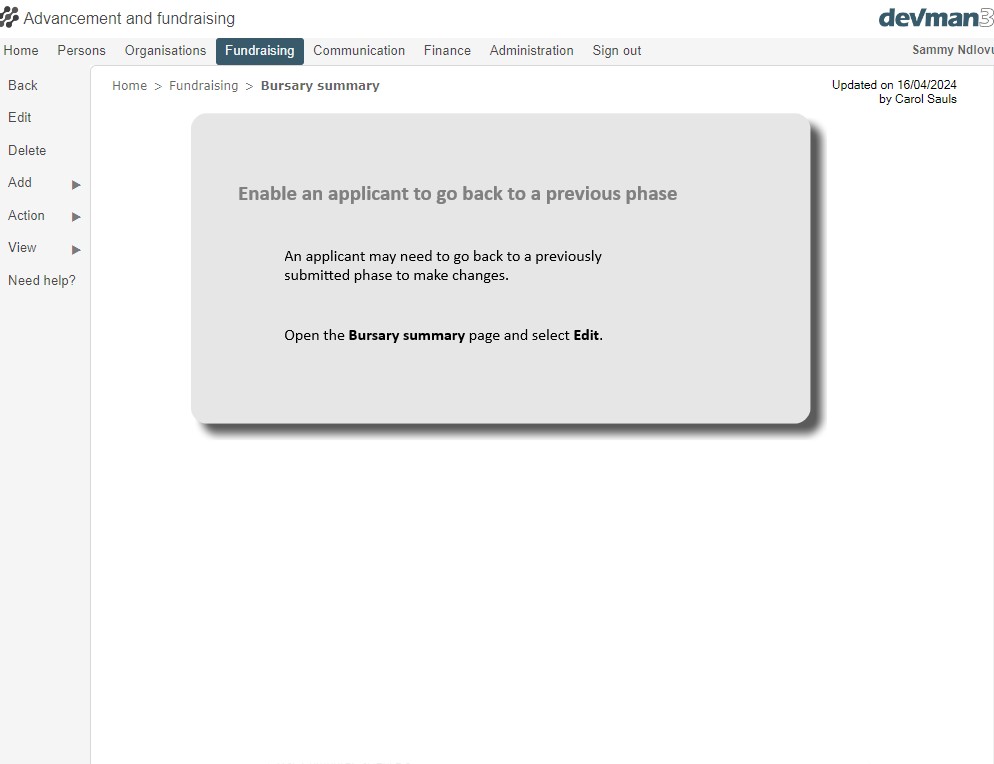 Advancement and fundraising
devman3
Home Persons Organisations Fundraising Communication Finance Administration Sign out
Sammy Ndlovu
Back
Edit
Delete
Add
Action
View
Need help?
Home > Fundraising > Bursary summary
Updated on 16/04/2024
by Carol Sauls
Enable an applicant to go back to a previous phase
An applicant may need to go back to a previously
submitted phase to make changes.
Open the Bursary summary page and select Edit.